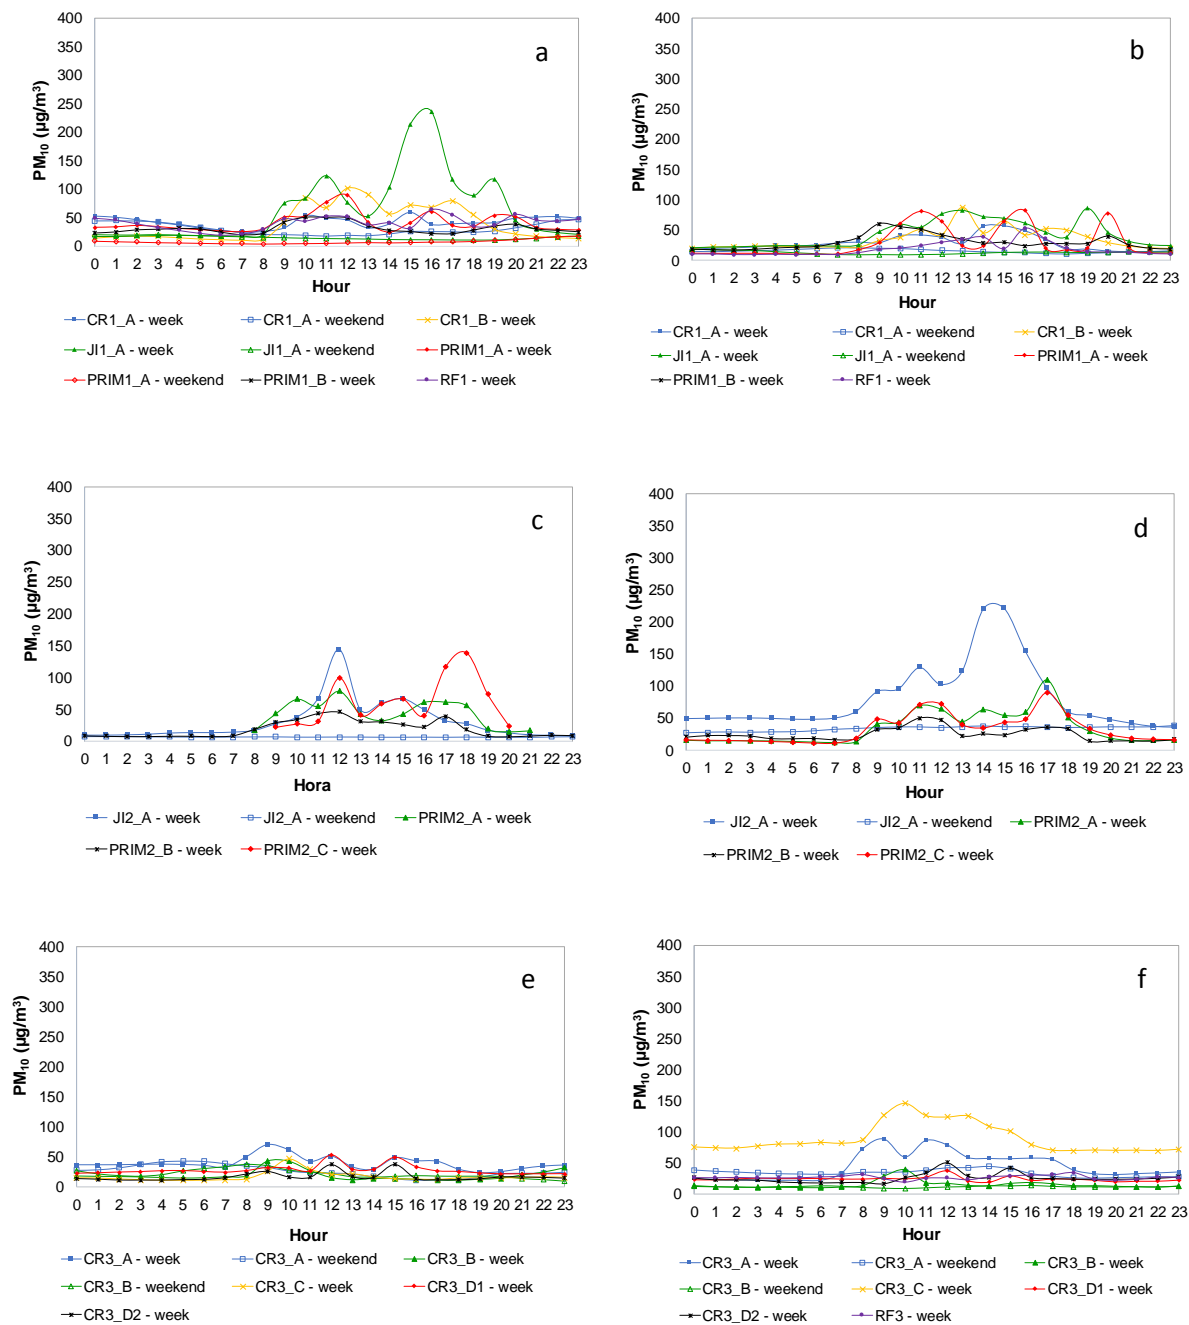 a
PM10 (µg/m3)
400
350
300
250
200
150
100
50
0
0 1 2 3 4 5 6 7 8 9 10 11 12 13 14 15 16 17 18 19 20 21 22 23
Hour
CR1_A - week CR1_A - weekend CR1_B - week
JI1_A - week JI1_A - weekend PRIM1_A - week
PRIM1_A - weekend PRIM1_B - week RF1 - week
b
PM10 (µg/m3)
400
350
300
250
200
150
100
50
0
0 1 2 3 4 5 6 7 8 9 10 11 12 13 14 15 16 17 18 19 20 21 22 23
Hour
CR1_A - week CR1_A - weekend CR1_B - week
JI1_A - week JI1_A - weekend PRIM1_A - week
PRIM1_B - week RF1 - week
c
PM10 (µg/m3)
400
350
300
250
200
150
100
50
0
0 1 2 3 4 5 6 7 8 9 10 11 12 13 14 15 16 17 18 19 20 21 22 23
Hora
JI2_A - week JI2_A - weekend PRIM2_A - week
PRIM2_B - week PRIM2_C - week
d
PM10 (µg/m3)
400
350
300
250
200
150
100
50
0
0 1 2 3 4 5 6 7 8 9 10 11 12 13 14 15 16 17 18 19 20 21 22 23
Hour
JI2_A - week JI2_A - weekend PRIM2_A - week
PRIM2_B - week PRIM2_C - week
e
PM10 (µg/m3)
400
350
300
250
200
150
100
50
0
0 1 2 3 4 5 6 7 8 9 10 11 12 13 14 15 16 17 18 19 20 21 22 23
Hour
CR3_A - week CR3_A - weekend CR3_B - week
CR3_B - weekend CR3_C - week CR3_D1 - week
CR3_D2 - week
f
PM10 (µg/m3)
400
350
300
250
200
150
100
50
0
0 1 2 3 4 5 6 7 8 9 10 11 12 13 14 15 16 17 18 19 20 21 22 23
Hour
CR3_A - week CR3_A - weekend CR3_B - week
CR3_B - weekend CR3_C - week CR3_D1 - week
CR3_D2 - week RF3 - week